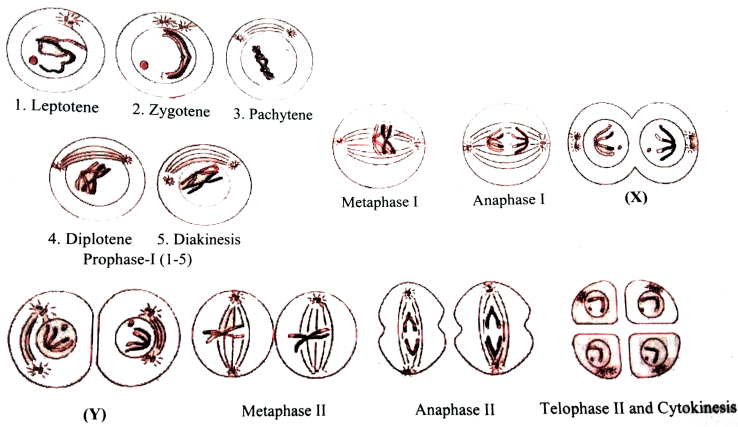 1. Leptotene
2. Zygotene
3. Pachytene
4. Diplotene
5. Diakinesis
Prophase-I (1-5)
Metaphase I
Anaphase I
(X)
(Y)
Metaphase II
Anaphase II
Telophase II and Cytokinesis